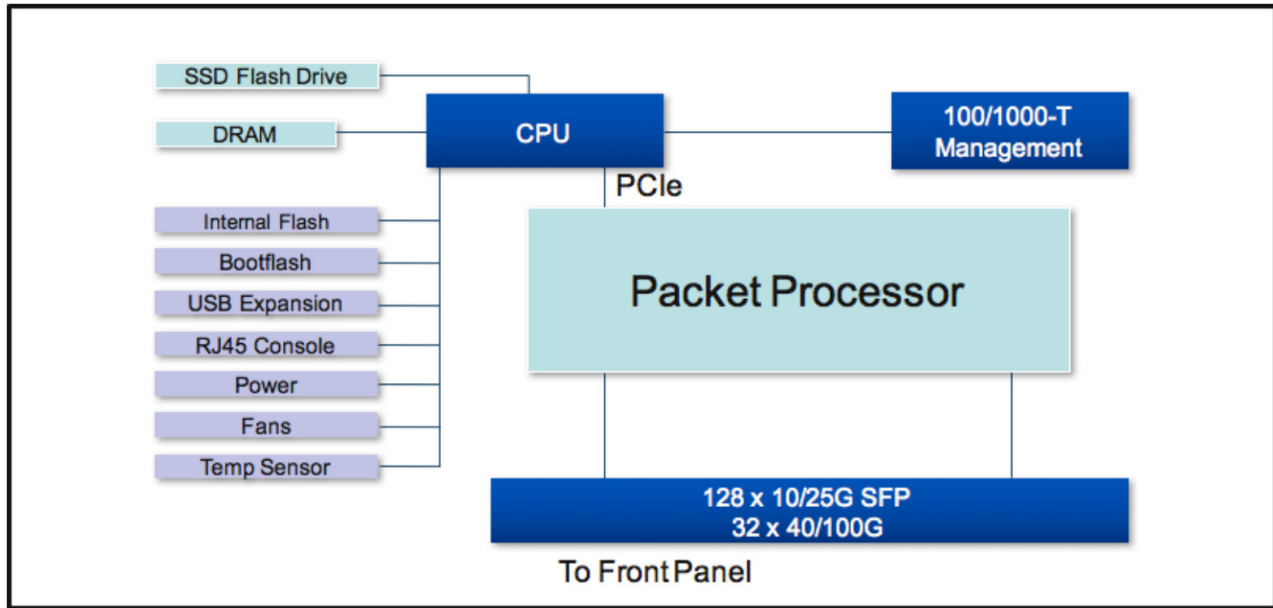 SSD Flash Drive
DRAM
CPU
100/1000-T
Management
PCIe
Internal Flash
Bootflash
USB Expansion
RJ45 Console
Power
Fans
Temp Sensor
Packet Processor
128 x 10/25G SFP
32 x 40/100G
To Front Panel